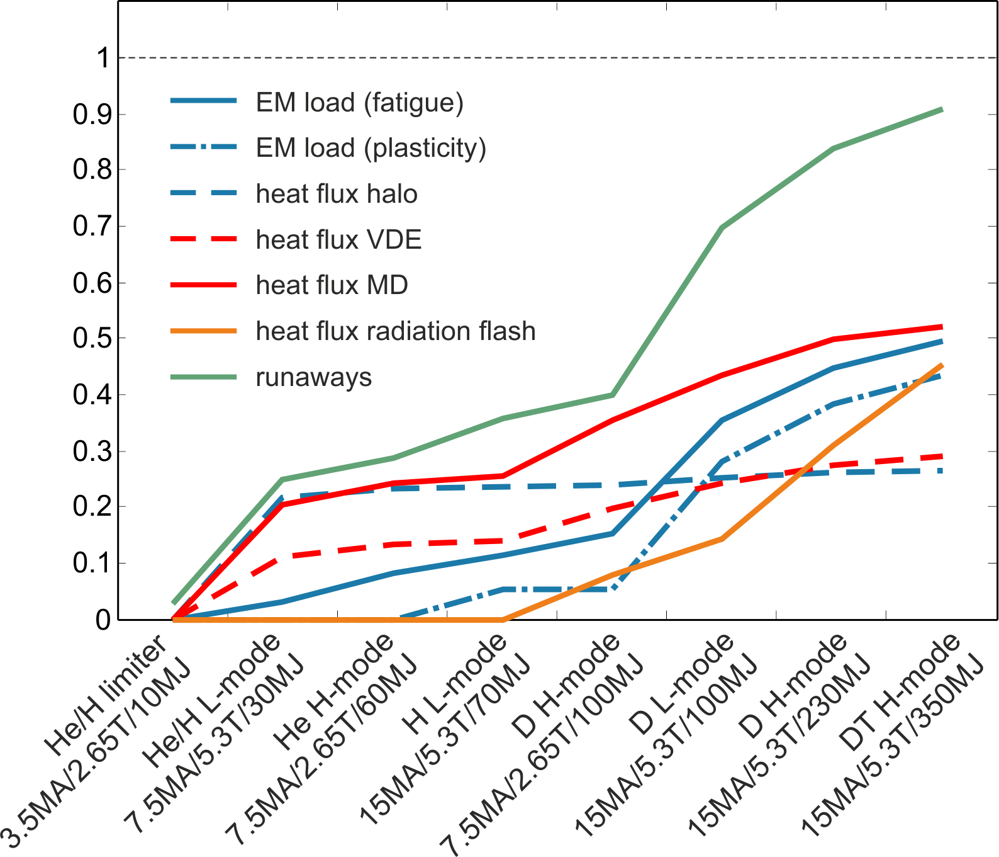 1
0.9
0.8
0.7
0.6
0.5
0.4
0.3
0.2
0.1
0
EM load (fatigue)
EM load (plasticity)
heat flux halo
heat flux VDE
heat flux MD
heat flux radiation flash
runaways
He/H limiter
3.5MA/2.65T/10MJ
He/H L-mode
7.5MA/5.3T/30MJ
He H-mode
7.5MA/2.65T/60MJ
H L-mode
15MA/5.3T/70MJ
D H-mode
7.5MA/2.65T/100MJ
D L-mode
15MA/5.3T/100MJ
D H-mode
15MA/5.3T/230MJ
DT H-mode
15MA/5.3T/350MJ